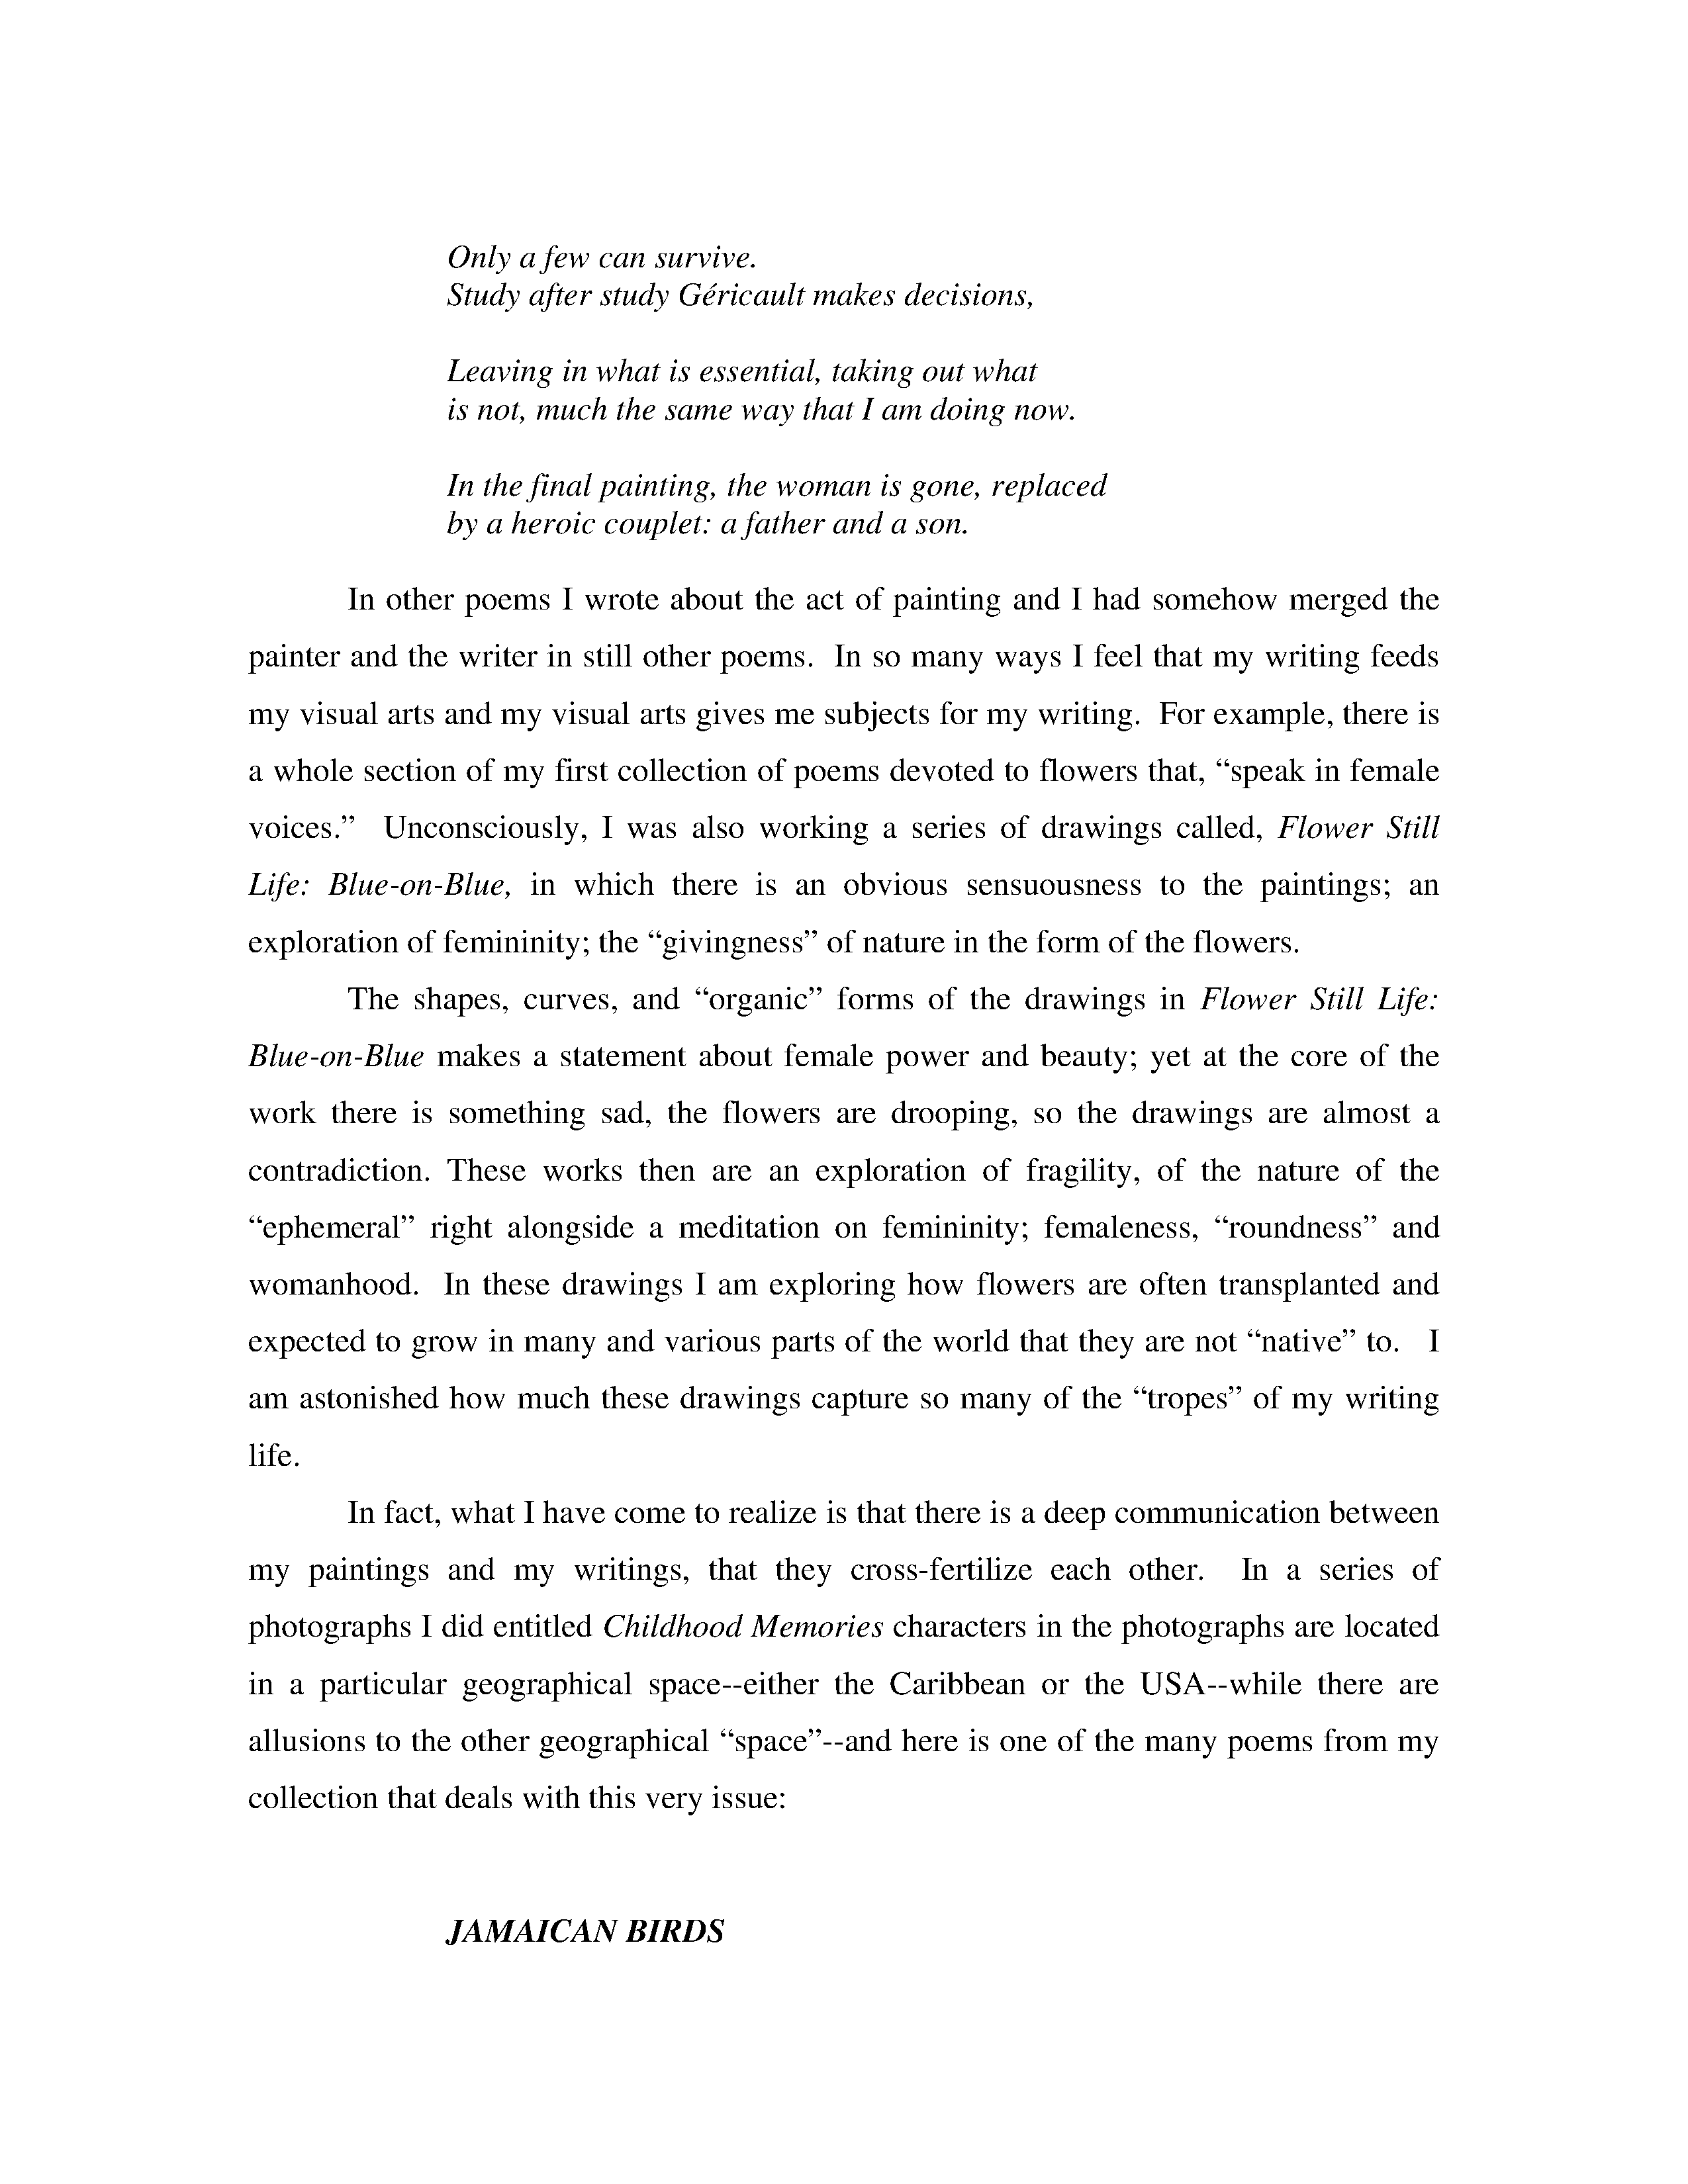 Only a few can survive.
Study after study Géricault makes decisions,
Leaving in what is essential, taking out what
is not, much the same way that I am doing now.
In the final painting, the woman is gone, replaced
by a heroic couplet: a father and a son.
In other poems I wrote about the act of painting and I had somehow merged the
painter and the writer in still other poems.  In so many ways I feel that my writing feeds
my visual arts and my visual arts gives me subjects for my writing.  For example, there is
a whole section of my first collection of poems devoted to flowers that, “speak in female
voices.”  Unconsciously, I was also working a series of drawings called, Flower Still
Life: Blue-on-Blue, in which there is an obvious sensuousness to the paintings; an
exploration of femininity; the “givingness” of nature in the form of the flowers.
The shapes, curves, and “organic” forms of the drawings in Flower Still Life:
Blue-on-Blue makes a statement about female power and beauty; yet at the core of the
work there is something sad, the flowers are drooping, so the drawings are almost a
contradiction. These works then are an exploration of fragility, of the nature of the
“ephemeral” right alongside a meditation on femininity; femaleness, “roundness” and
womanhood.  In these drawings I am exploring how flowers are often transplanted and
expected to grow in many and various parts of the world that they are not “native” to.  I
am astonished how much these drawings capture so many of the “tropes” of my writing
life.
In fact, what I have come to realize is that there is a deep communication between
my paintings and my writings, that they cross-fertilize each other.  In a series of
photographs I did entitled Childhood Memories characters in the photographs are located
in a particular geographical space--either the Caribbean or the USA--while there are
allusions to the other geographical “space”--and here is one of the many poems from my
collection that deals with this very issue:
JAMAICAN BIRDS